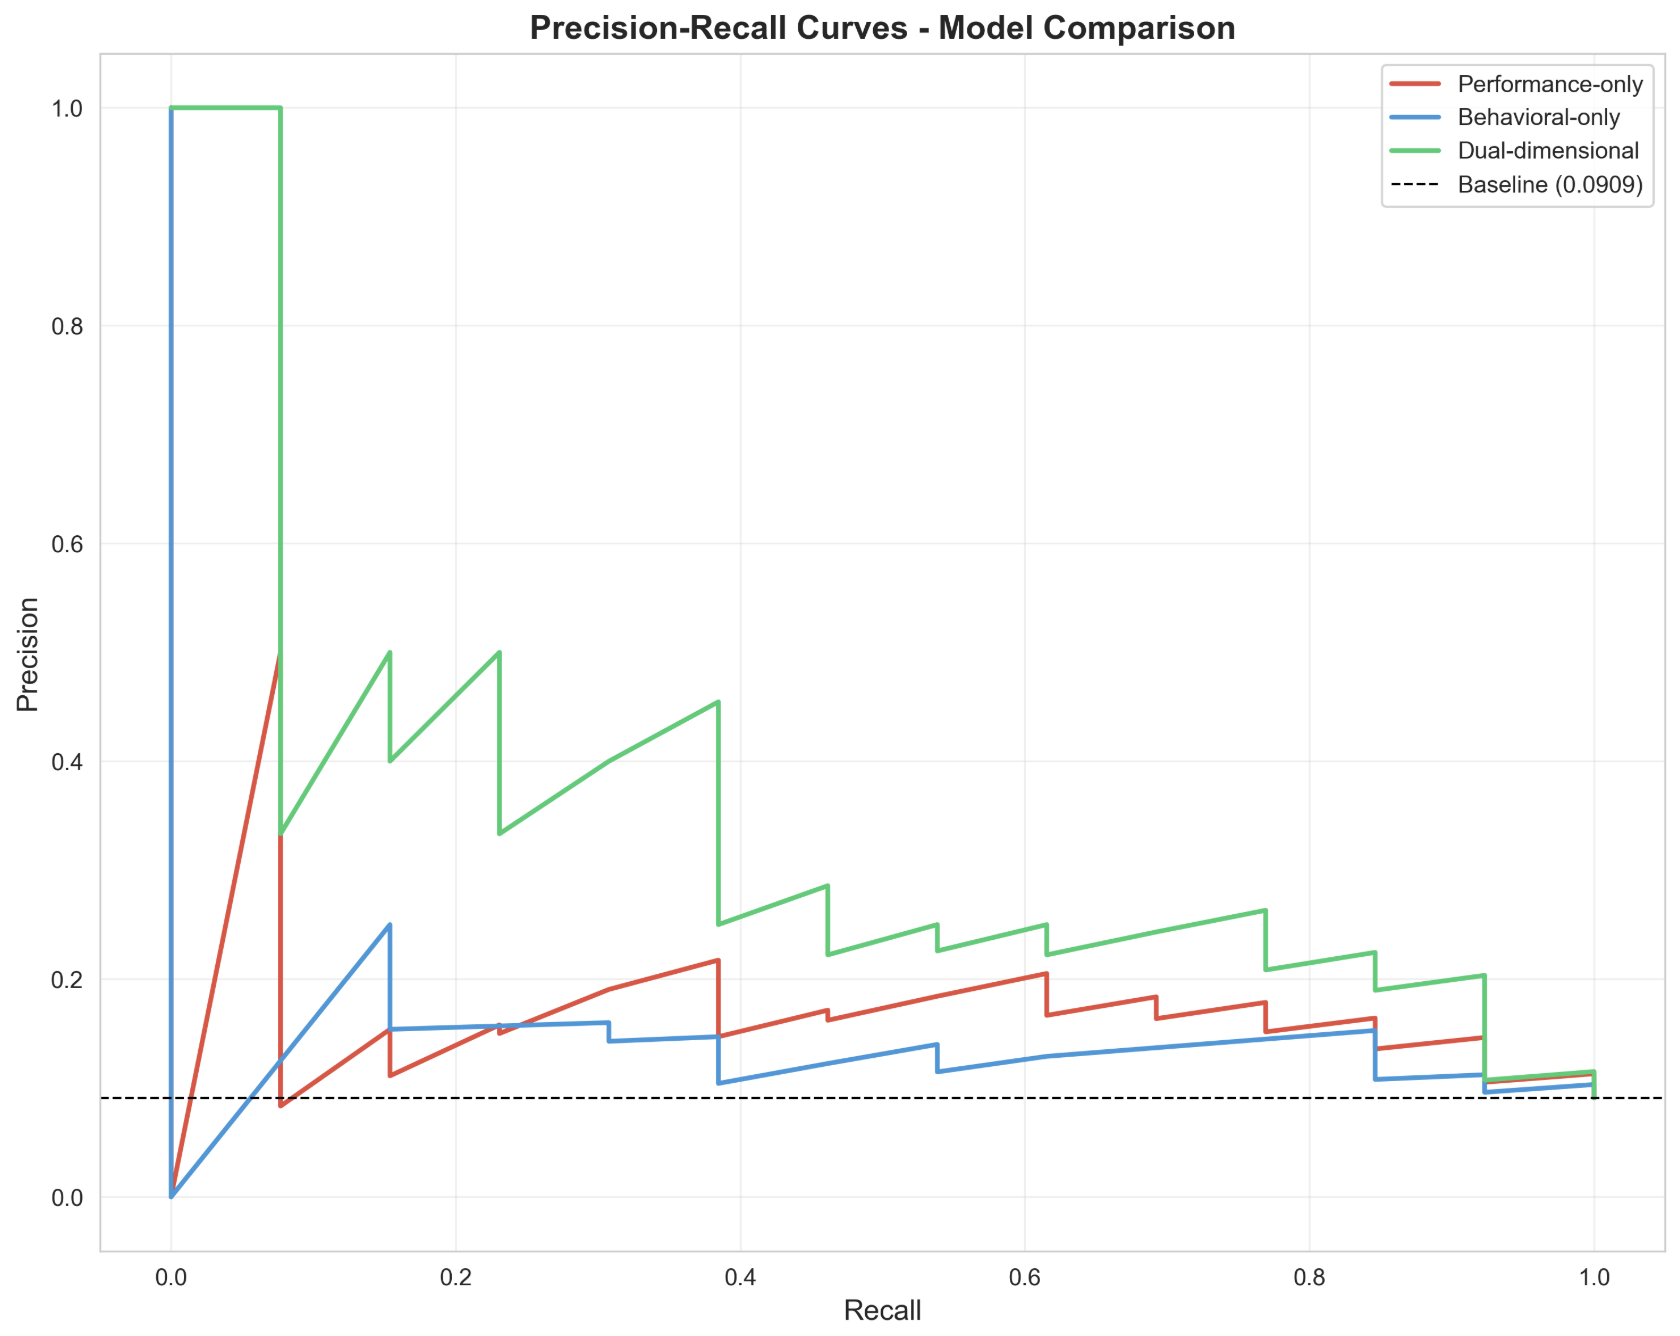 Precision-Recall Curves - Model Comparison
Performance-only
Behavioral-only
Dual-dimensional
Baseline (0.0909)
1.0
0.8
0.6
0.4
0.2
0.0
Precision
0.0 0.2 0.4 0.6 0.8 1.0
Recall